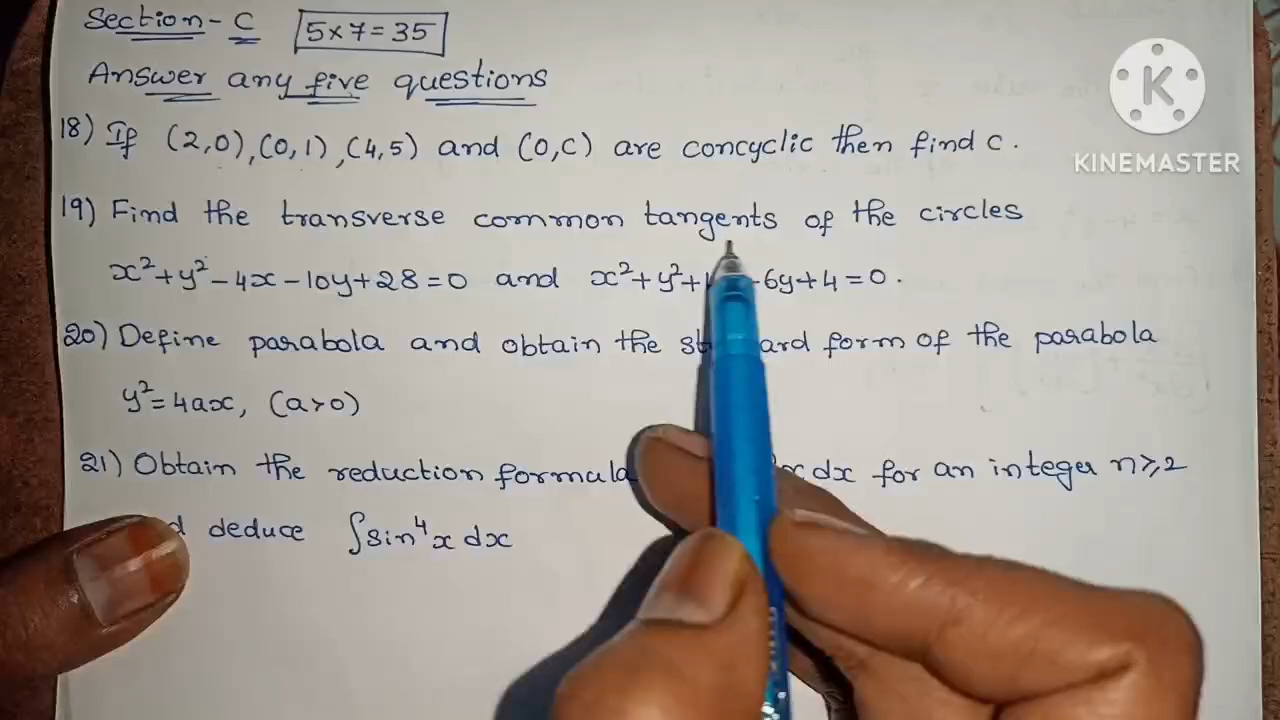 Section - C 5×7=35
Answer any five questions
18) If (2,0),(0,1),(4,5) and (0,c) are concyclic then find c.
19) Find the transverse common tangents of the circles
x²+y²-4x-10y+28=0 and x²+y²+ -6y+4=0.
20) Define parabola and obtain the form of the parabola
y²=4ax, (a>0)
21) Obtain the reduction formula x dx for an integer n≥2
deduce ∫sin⁴x dx
K
KINEMASTER